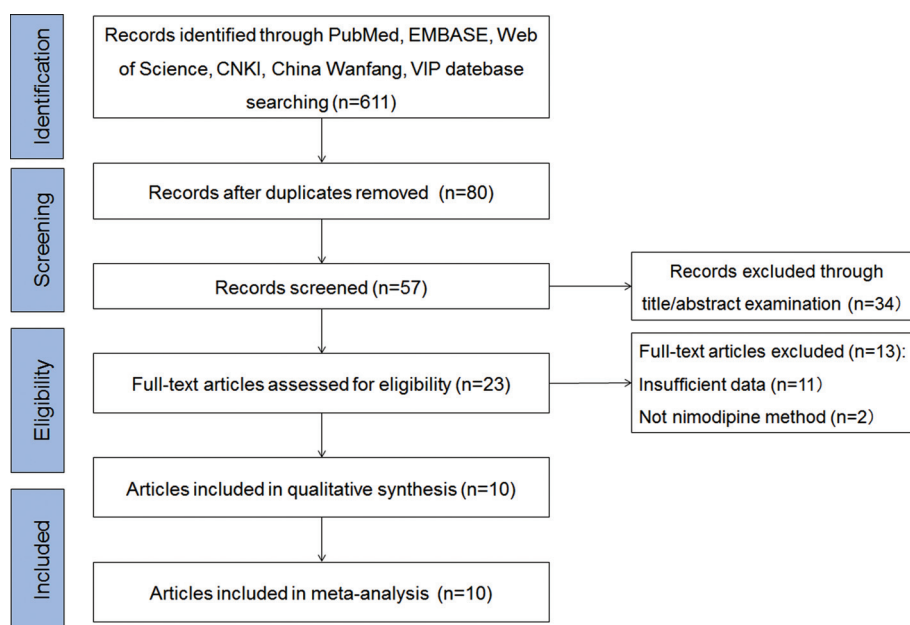 Identification
Records identified through PubMed, EMBASE, Web
of Science, CNKI, China Wanfang, VIP datebase
searching (n=611)
Screening
Records after duplicates removed (n=80)
Records screened (n=57)
Records excluded through
title/abstract examination (n=34)
Eligibility
Full-text articles assessed for eligibility (n=23)
Full-text articles excluded (n=13):
Insufficient data (n=11)
Not nimodipine method (n=2)
Included
Articles included in qualitative synthesis (n=10)
Articles included in meta-analysis (n=10)